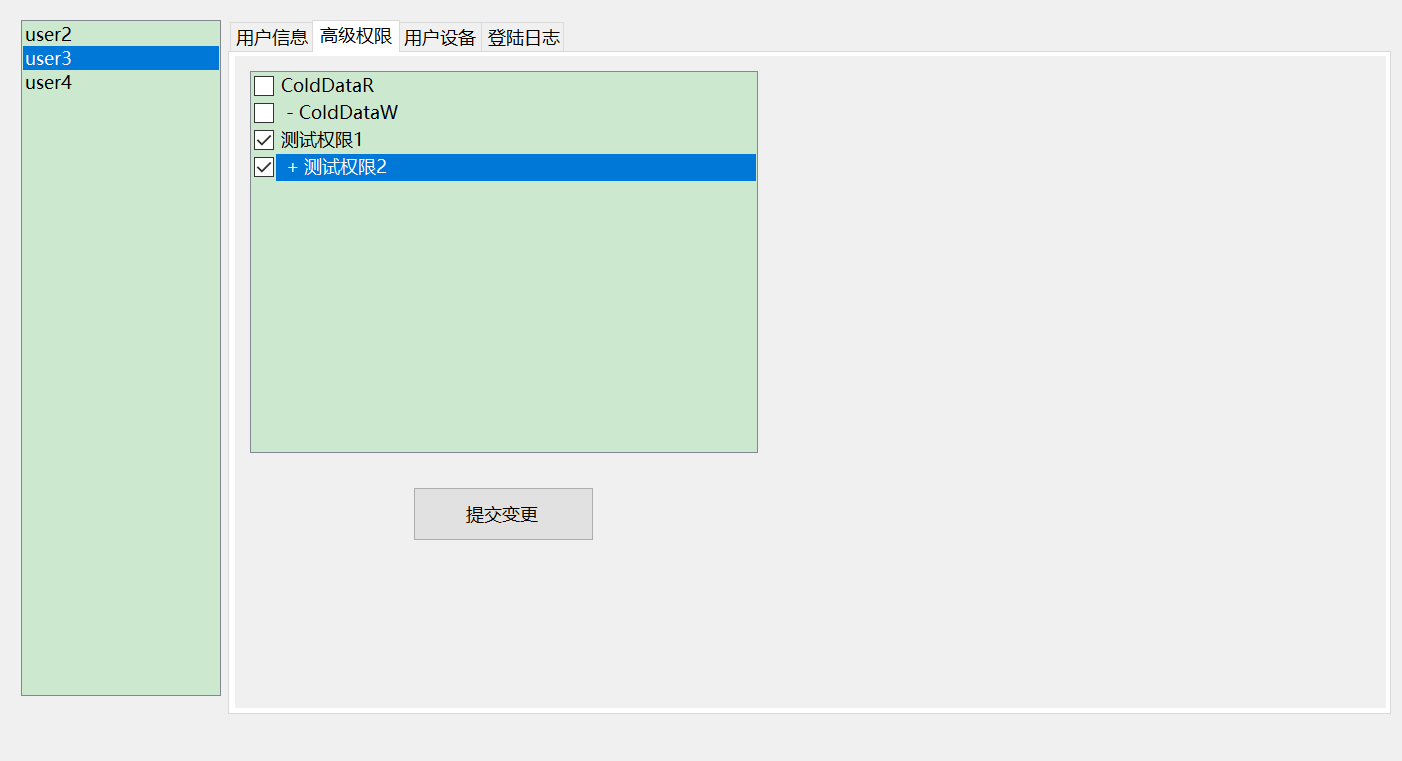 user2
user3
user4
用户信息 高级权限 用户设备 登陆日志
ColdDataR
- ColdDataW
测试权限1
+ 测试权限2
提交变更